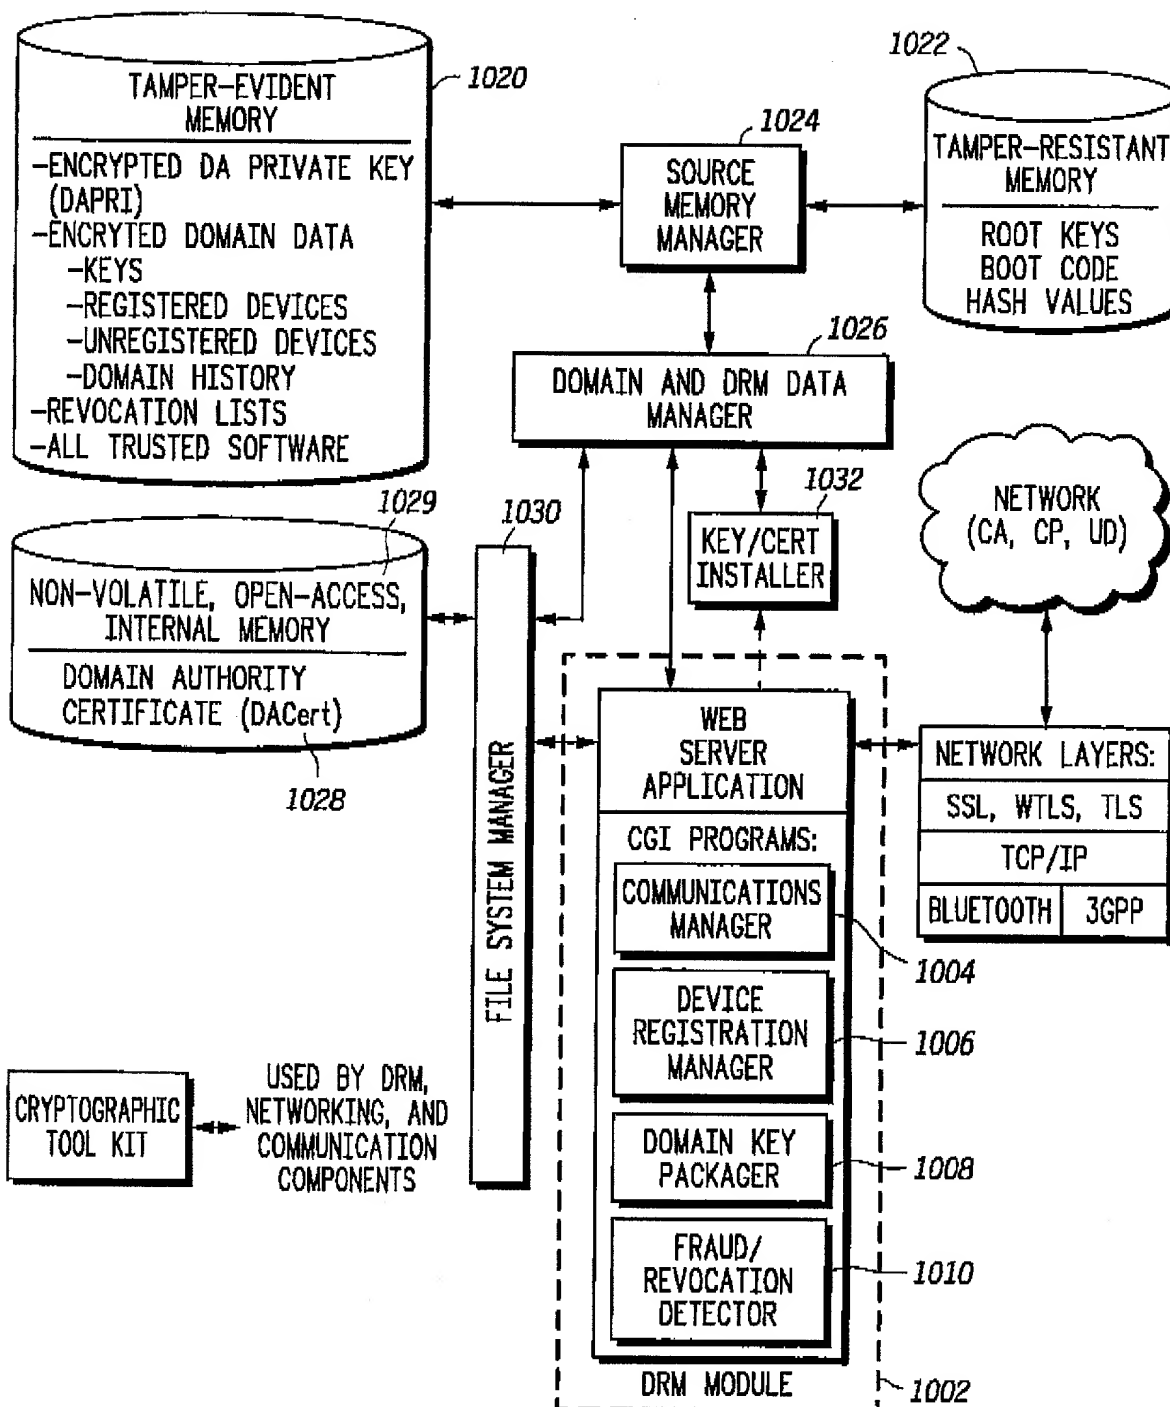 TAMPER-EVIDENT
MEMORY
-ENCRYPTED DA PRIVATE KEY
(DAPRI)
-ENCRYTED DOMAIN DATA
-KEYS
-REGISTERED DEVICES
-UNREGISTERED DEVICES
-DOMAIN HISTORY
-REVOCATION LISTS
-ALL TRUSTED SOFTWARE
1020
1024
SOURCE
MEMORY
MANAGER
1022
TAMPER-RESISTANT
MEMORY
ROOT KEYS
BOOT CODE
HASH VALUES
1026
DOMAIN AND DRM DATA
MANAGER
1029
NON-VOLATILE, OPEN-ACCESS,
INTERNAL MEMORY
DOMAIN AUTHORITY
CERTIFICATE (DACert)
1028
1030
FILE SYSTEM MANAGER
1032
KEY/CERT
INSTALLER
NETWORK
(CA, CP, UD)
WEB
SERVER
APPLICATION
CGI PROGRAMS:
COMMUNICATIONS
MANAGER
1004
DEVICE
REGISTRATION
MANAGER
1006
DOMAIN KEY
PACKAGER
1008
FRAUD/
REVOCATION
DETECTOR
1010
DRM MODULE
1002
NETWORK LAYERS:
SSL, WTLS, TLS
TCP/IP
BLUETOOTH
3GPP
CRYPTOGRAPHIC
TOOL KIT
USED BY DRM,
NETWORKING, AND
COMMUNICATION
COMPONENTS